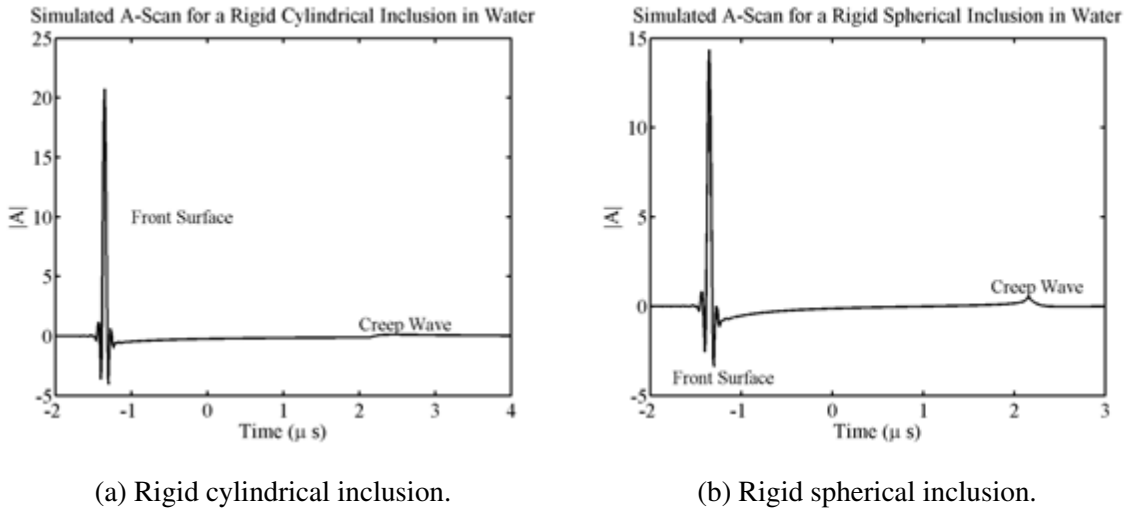 Simulated A-Scan for a Rigid Cylindrical Inclusion in Water
25
20
15
10
5
0
-5
|A|
Front Surface
Creep Wave
-2 -1 0 1 2 3 4
Time (μ s)
(a) Rigid cylindrical inclusion.
Simulated A-Scan for a Rigid Spherical Inclusion in Water
15
10
5
0
-5
|A|
Creep Wave
Front Surface
-2 -1 0 1 2 3
Time (μ s)
(b) Rigid spherical inclusion.